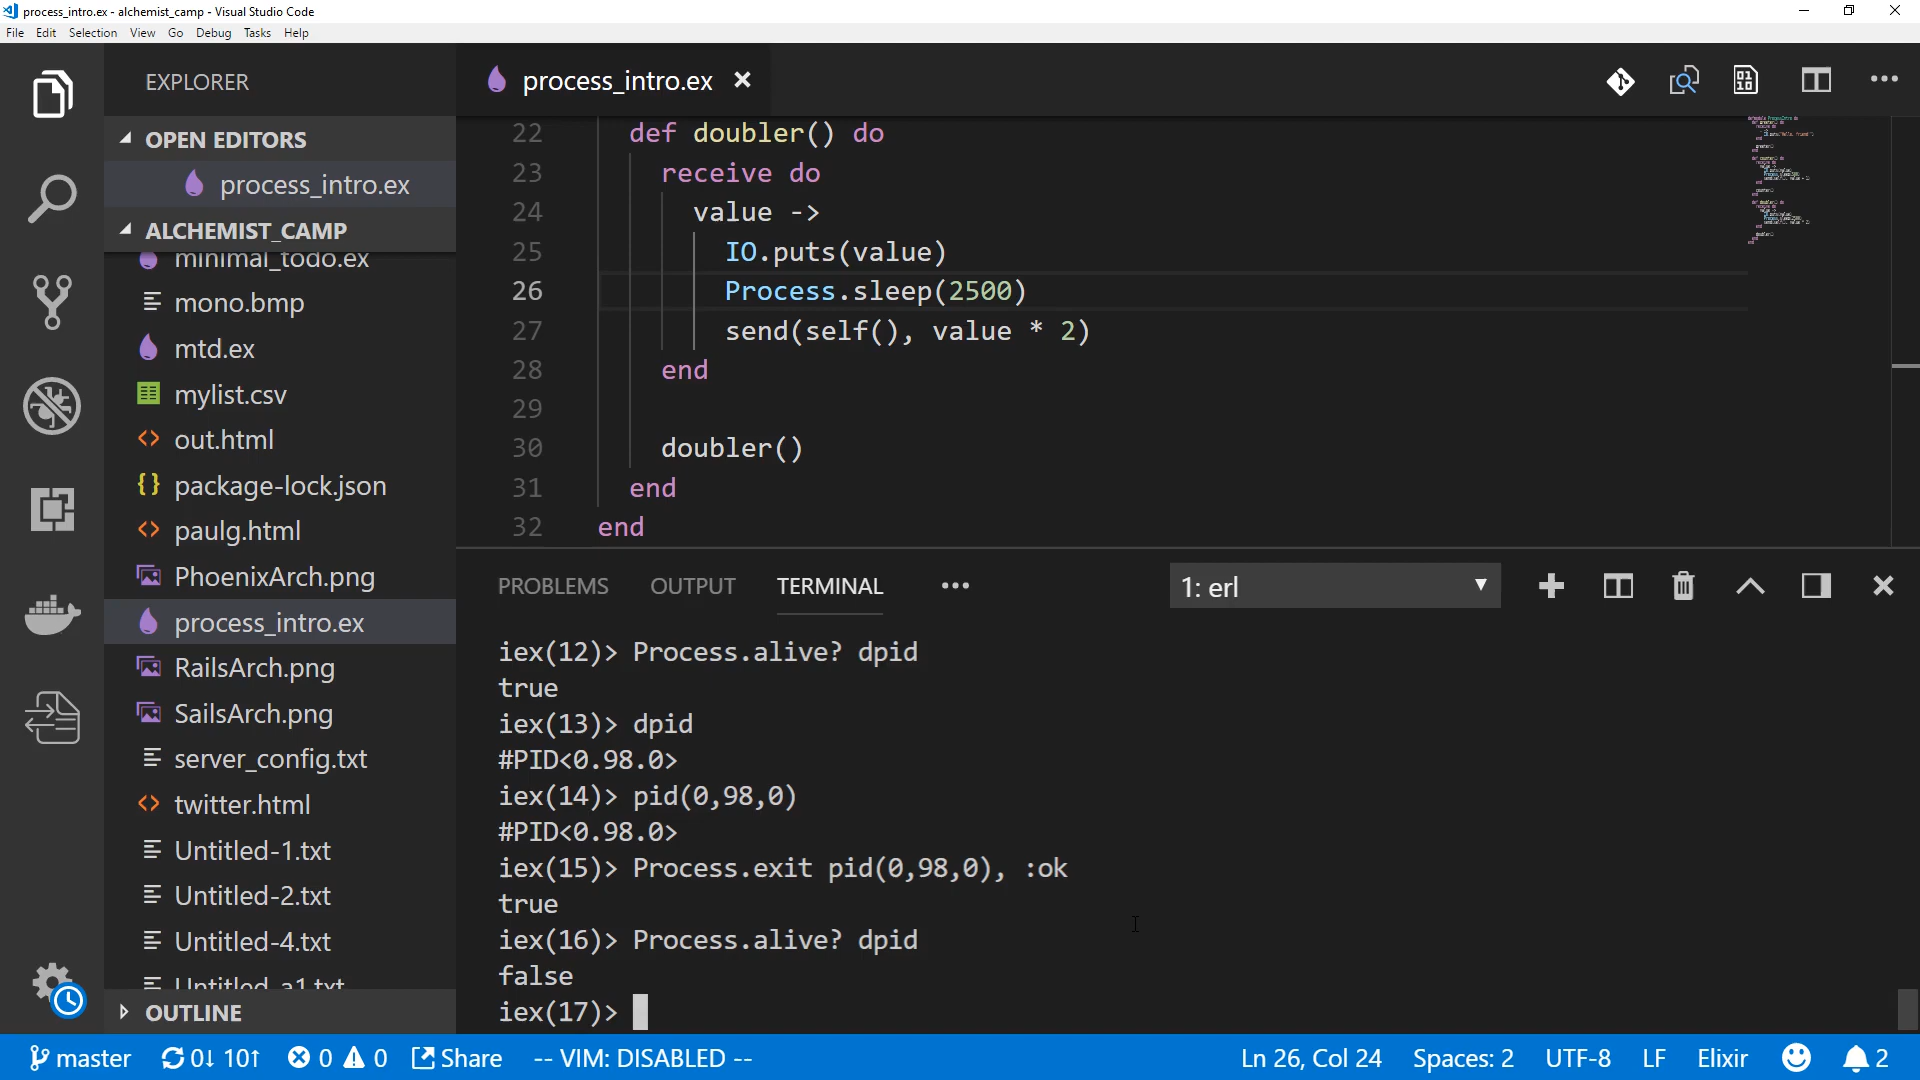 process_intro.ex - alchemist_camp - Visual Studio Code
File Edit Selection View Go Debug Tasks Help
EXPLORER
OPEN EDITORS
process_intro.ex
ALCHEMIST_CAMP
minimal_todo.ex
mono.bmp
mtd.ex
mylist.csv
out.html
package-lock.json
paulg.html
PhoenixArch.png
process_intro.ex
RailsArch.png
SailsArch.png
server_config.txt
twitter.html
Untitled-1.txt
Untitled-2.txt
Untitled-4.txt
Untitled_a1.txt
OUTLINE
process_intro.ex
22 def doubler() do
23 receive do
24 value ->
25 IO.puts(value)
26 Process.sleep(2500)
27 send(self(), value * 2)
28 end
29
30 doubler()
31 end
32 end
PROBLEMS OUTPUT TERMINAL ••• 1: erl
iex(12)> Process.alive? dpid
true
iex(13)> dpid
#PID<0.98.0>
iex(14)> pid(0,98,0)
#PID<0.98.0>
iex(15)> Process.exit pid(0,98,0), :ok
true
iex(16)> Process.alive? dpid
false
iex(17)>
master 0↓ 10↑ 0 0 Share -- VIM: DISABLED -- Ln 26, Col 24 Spaces: 2 UTF-8 LF Elixir 2